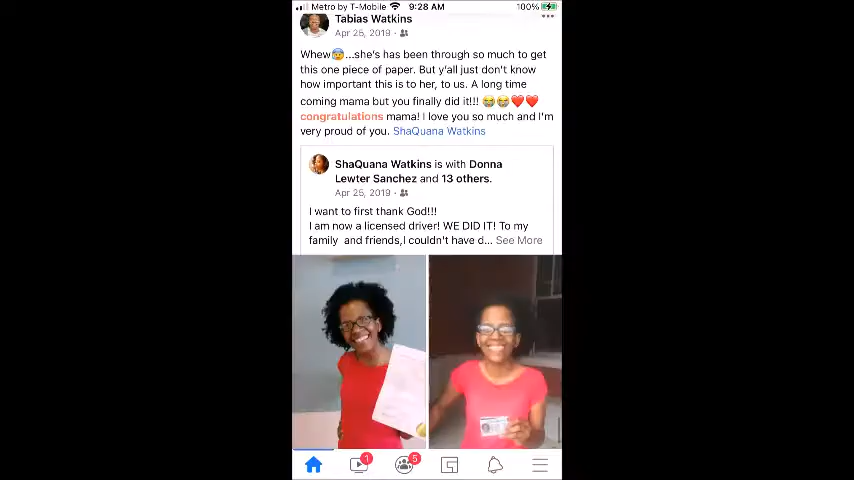 Metro by T-Mobile 9:28 AM 100%
Tabias Watkins
Apr 25, 2019 ·
Whew😰...she's has been through so much to get
this one piece of paper. But y'all just don't know
how important this is to her, to us. A long time
coming mama but you finally did it!!! 😭😭❤️❤️
congratulations mama! I love you so much and I'm
very proud of you. ShaQuana Watkins
ShaQuana Watkins is with Donna
Lewter Sanchez and 13 others.
Apr 25, 2019 ·
I want to first thank God!!!
I am now a licensed driver! WE DID IT! To my
family and friends,I couldn't have d... See More
1
5